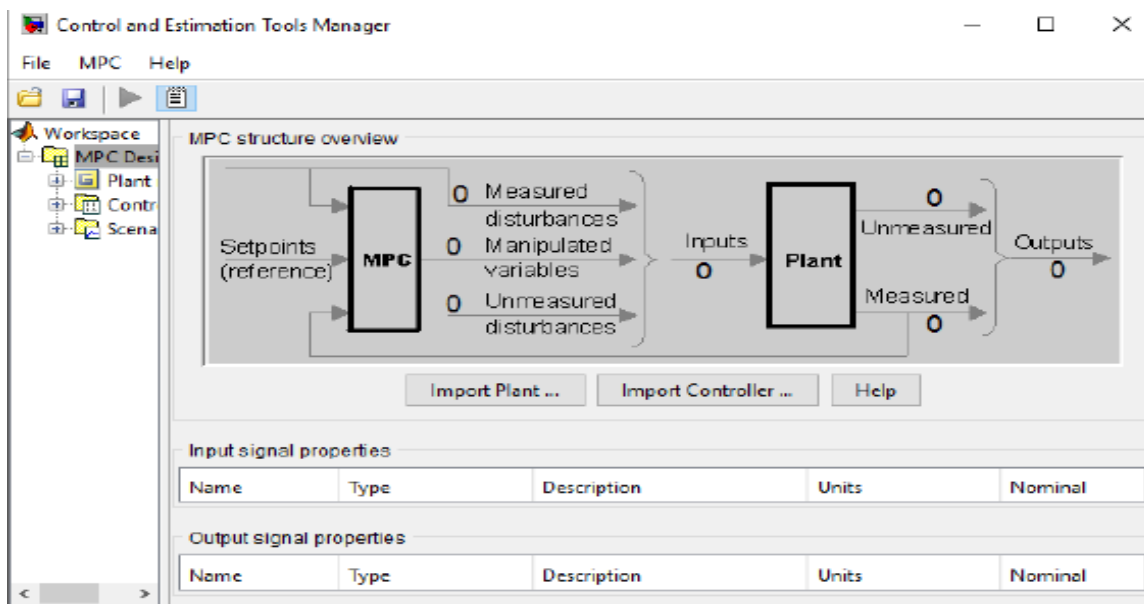 Control and Estimation Tools Manager
File MPC Help
Workspace
MPC Desi
Plant
Contr
Scena
MPC structure overview
Setpoints
(reference)
MPC
0 Measured
disturbances
0 Manipulated
variables
0 Unmeasured
disturbances
Inputs
0
Plant
0
Unmeasured
Measured
0
Outputs
0
Import Plant ... Import Controller ... Help
Input signal properties
Name Type Description Units Nominal
Output signal properties
Name Type Description Units Nominal